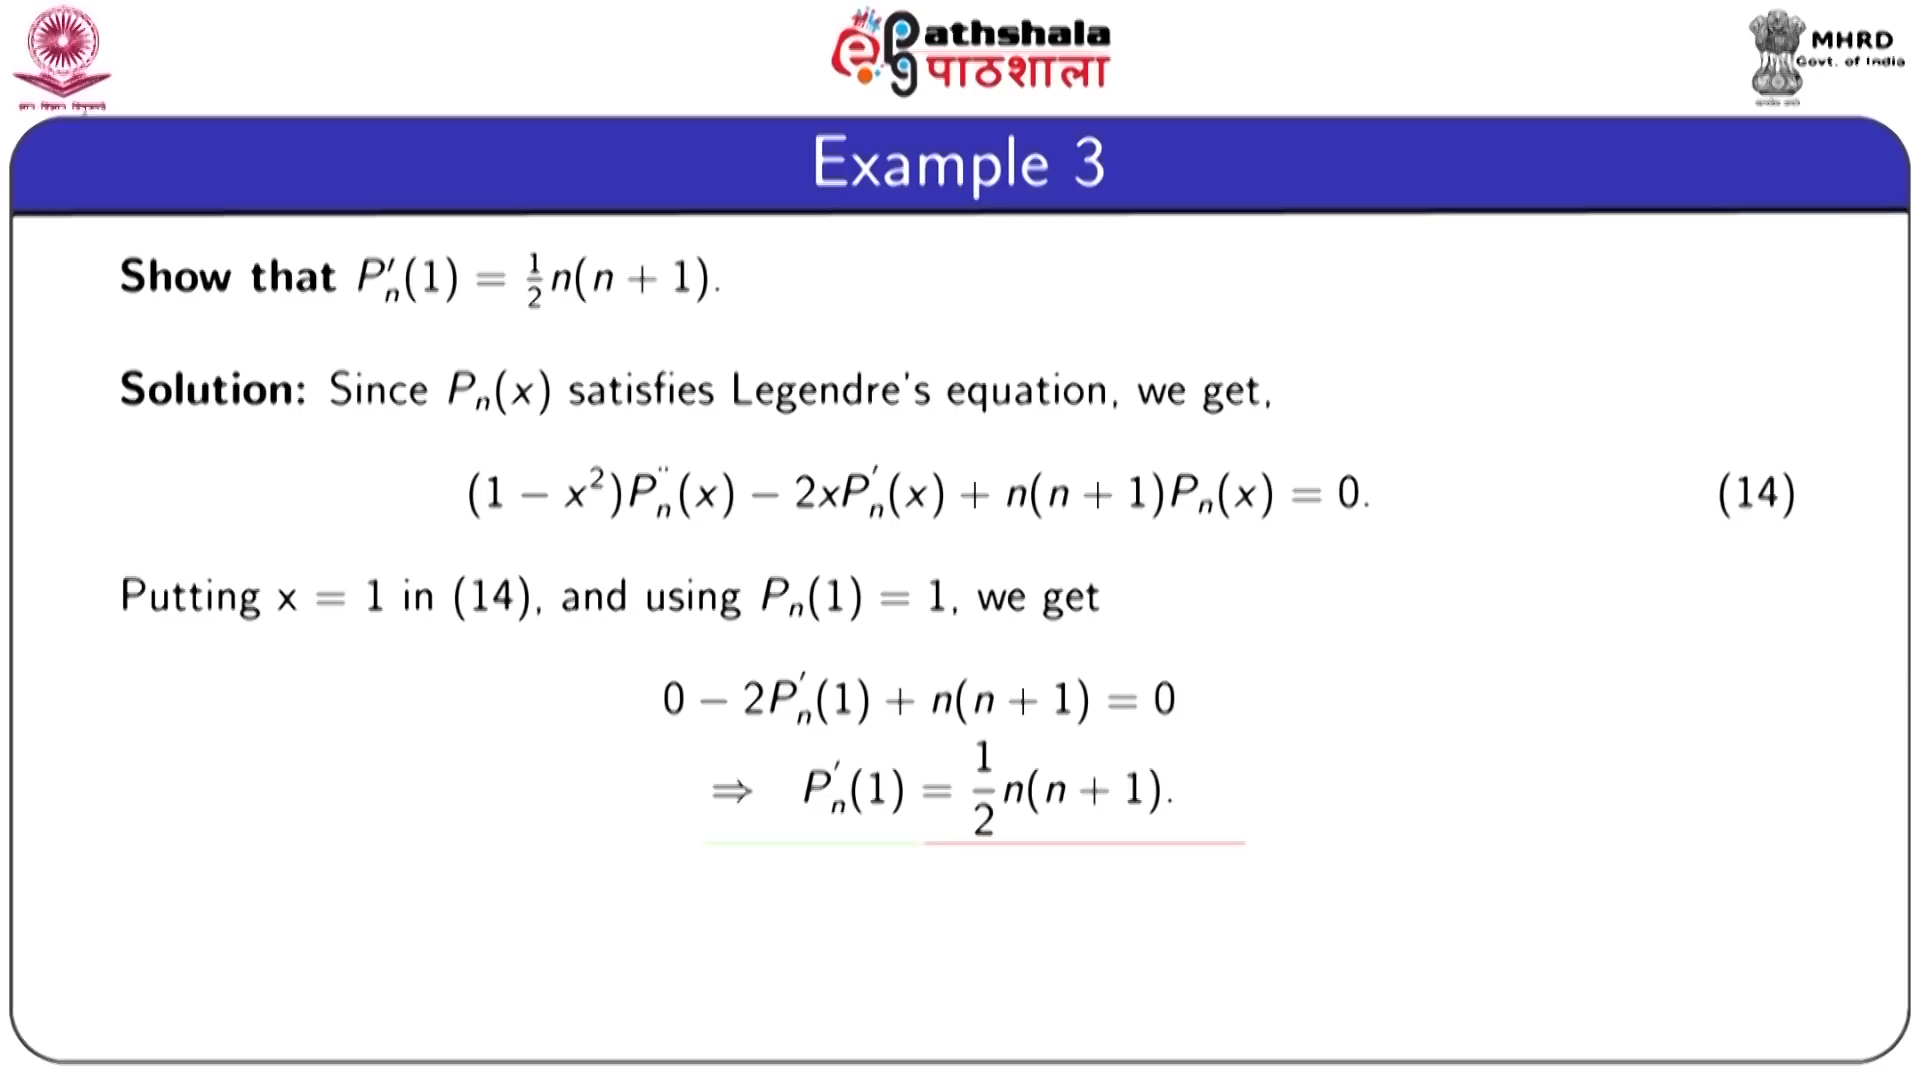 ePathshala
पाठशाला
MHRD
Govt. of India
Example 3
Show that P′ₙ(1) = ½n(n + 1).
Solution: Since Pₙ(x) satisfies Legendre's equation, we get,
(1 − x²)P¨ₙ(x) − 2xP′ₙ(x) + n(n + 1)Pₙ(x) = 0. (14)
Putting x = 1 in (14), and using Pₙ(1) = 1, we get
0 − 2P′ₙ(1) + n(n + 1) = 0
⇒ P′ₙ(1) = 1/2 n(n + 1).